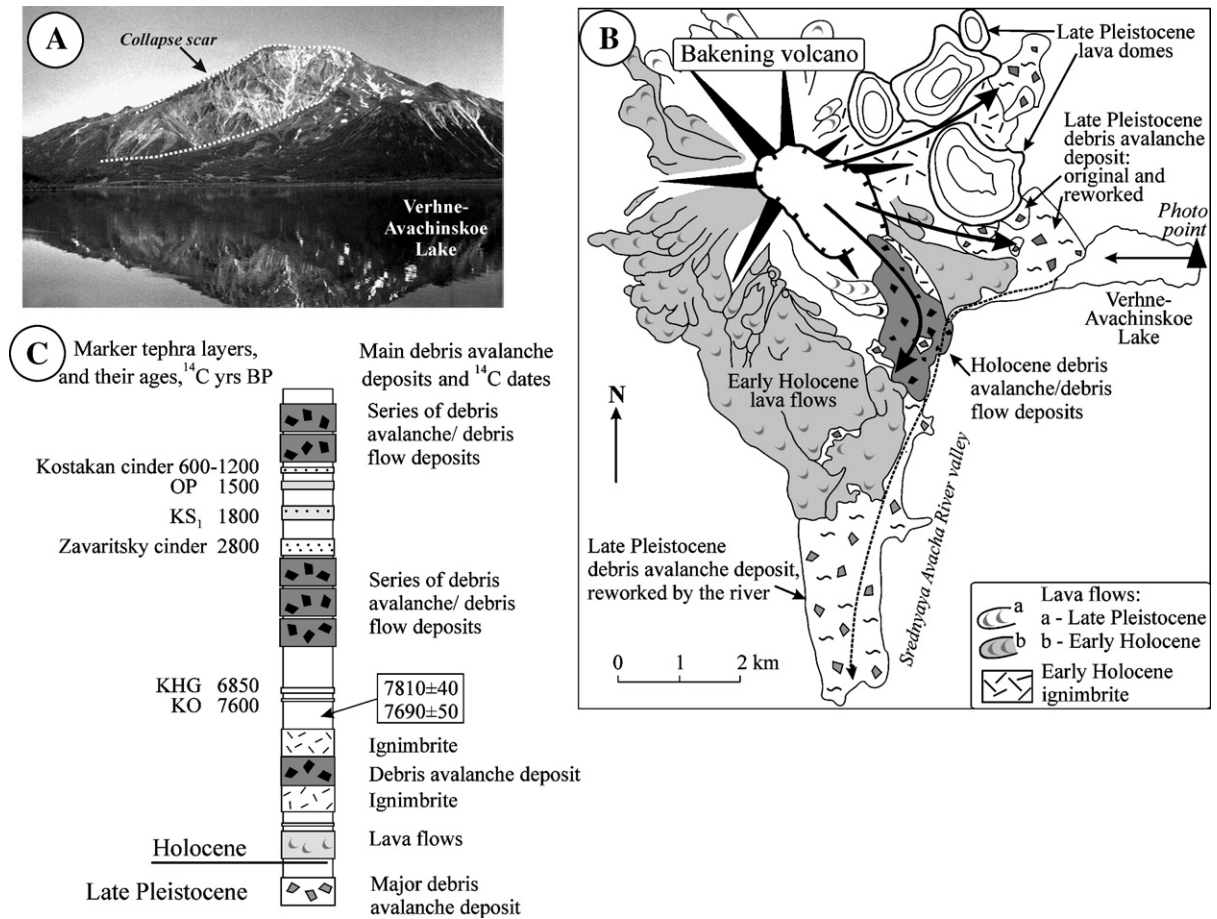 A
Collapse scar
Verhne-
Avachinskoe
Lake
B
Bakening volcano
Late Pleistocene
lava domes
Late Pleistocene
debris avalanche
deposit:
original and
reworked
Photo
point
Verhne-
Avachinskoe
Lake
Holocene debris
avalanche/debris
flow deposits
Early Holocene
lava flows
N
Srednyaya Avacha River valley
Late Pleistocene
debris avalanche deposit,
reworked by the river
0 1 2 km
Lava flows:
a a - Late Pleistocene
b b - Early Holocene
Early Holocene
ignimbrite
C
Marker tephra layers,
and their ages, ¹⁴C yrs BP
Main debris avalanche
deposits and ¹⁴C dates
Series of debris
avalanche/ debris
flow deposits
Kostakan cinder 600-1200
OP 1500
KS₁ 1800
Zavaritsky cinder 2800
Series of debris
avalanche/ debris
flow deposits
KHG 6850
KO 7600
7810±40
7690±50
Ignimbrite
Debris avalanche deposit
Ignimbrite
Lava flows
Holocene
Late Pleistocene
Major debris
avalanche deposit